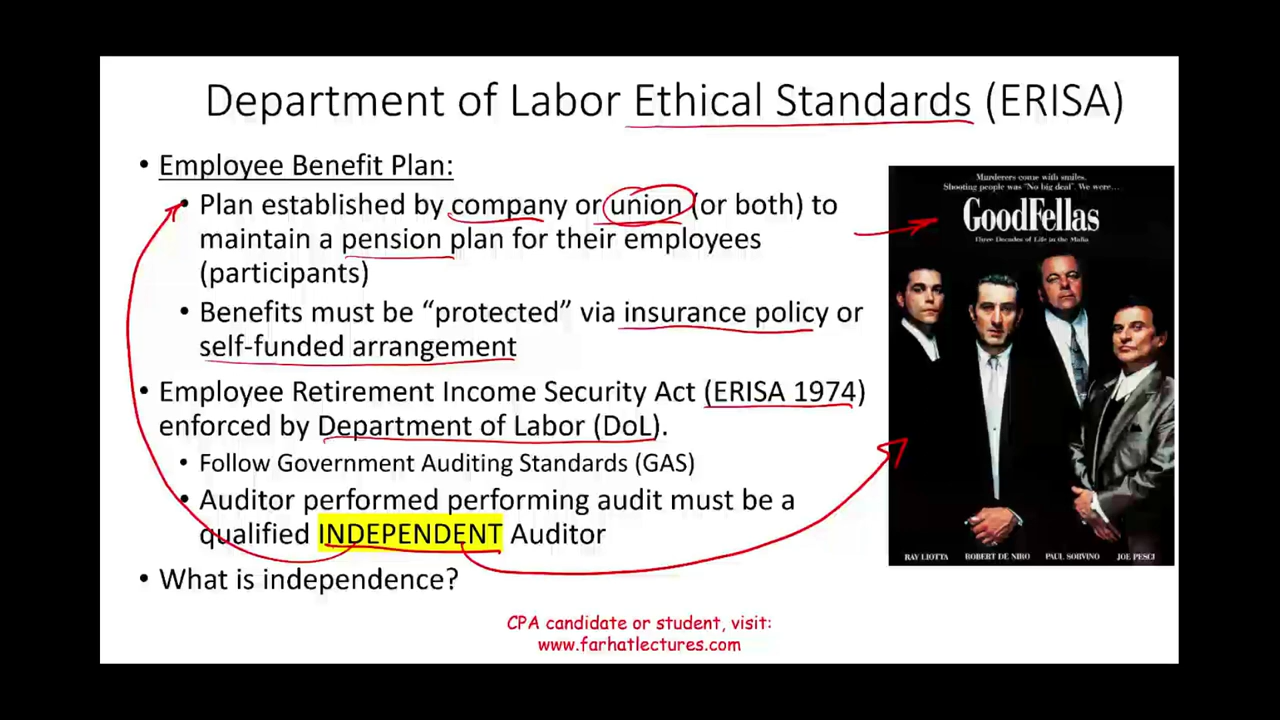 Department of Labor Ethical Standards (ERISA)
• Employee Benefit Plan:
• Plan established by company or union (or both) to
maintain a pension plan for their employees
(participants)
• Benefits must be “protected” via insurance policy or
self-funded arrangement
• Employee Retirement Income Security Act (ERISA 1974)
enforced by Department of Labor (DoL).
• Follow Government Auditing Standards (GAS)
• Auditor performed performing audit must be a
qualified INDEPENDENT Auditor
• What is independence?
Murderers come with smiles.
Shooting people was "No big deal". We were...
GoodFellas
Three Decades of Life in the Mafia
RAY LIOTTA ROBERT DE NIRO PAUL SORVINO JOE PESCI
CPA candidate or student, visit:
www.farhatlectures.com